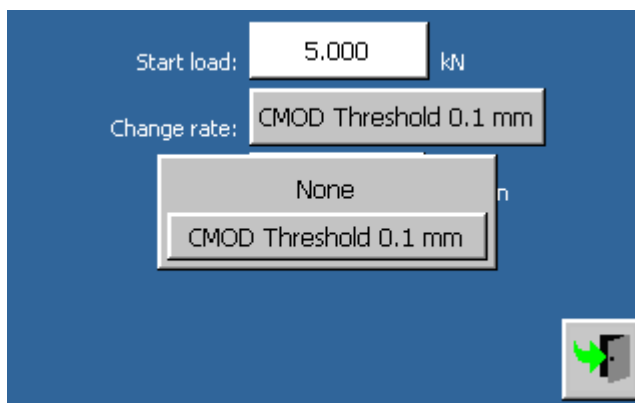 Start load: 5.000 kN
Change rate: CMOD Threshold 0.1 mm
None
n
CMOD Threshold 0.1 mm